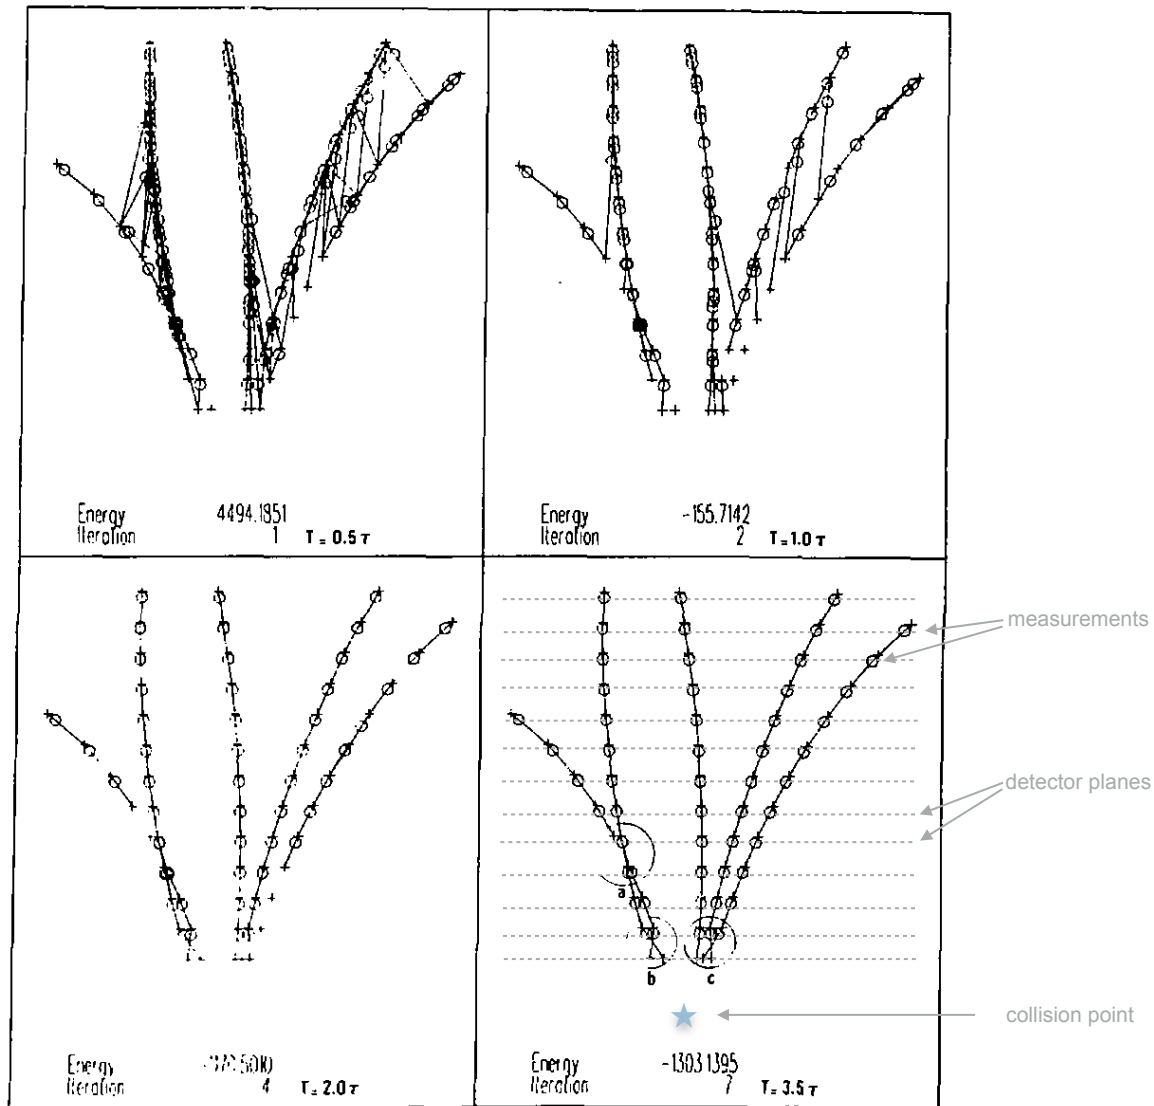 Energy 4494.1851
Iteration 1 T = 0.5 τ
Energy -155.7142
Iteration 2 T = 1.0 τ
measurements
detector planes
a
b c
collision point
Energy
Iteration 4 T = 2.0 τ
Energy -1303.1395
Iteration 7 T = 3.5 τ